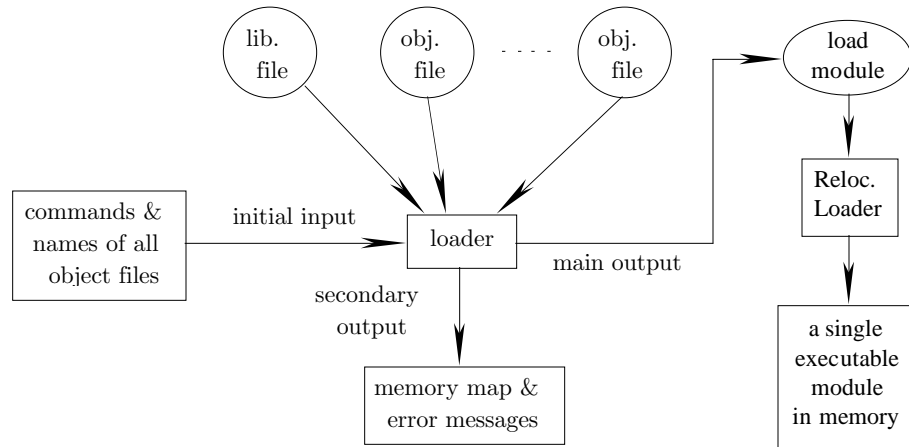 lib.
file
obj.
file
- - - -
obj.
file
load
module
commands &
names of all
object files
initial input
loader
main output
Reloc.
Loader
secondary
output
memory map &
error messages
a single
executable
module
in memory